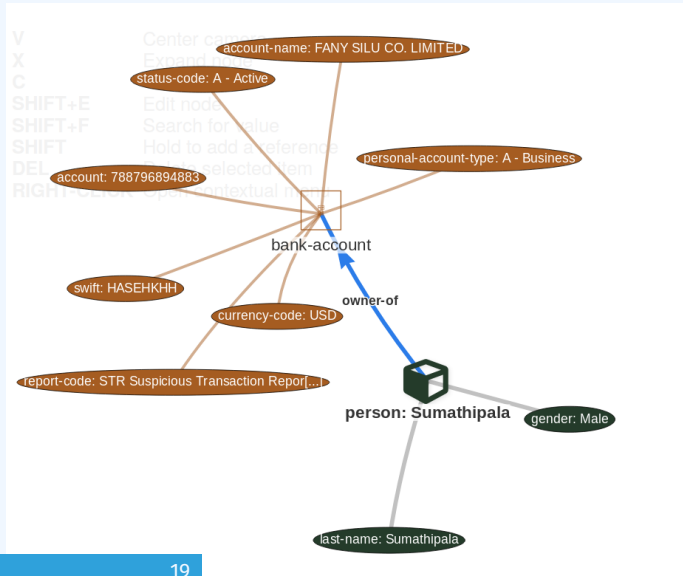 V Center camera
X Expand node
C
SHIFT+E Edit node
SHIFT+F Search for value
SHIFT Hold to add a reference
DEL selected item
RIGHT-CLICK Open contextual menu
account-name: FANY SILU CO. LIMITED
status-code: A - Active
personal-account-type: A - Business
account: 788796894883
bank-account
swift: HASEHKHH
owner-of
currency-code: USD
report-code: STR Suspicious Transaction Repor[...]
person: Sumathipala
gender: Male
last-name: Sumathipala
19